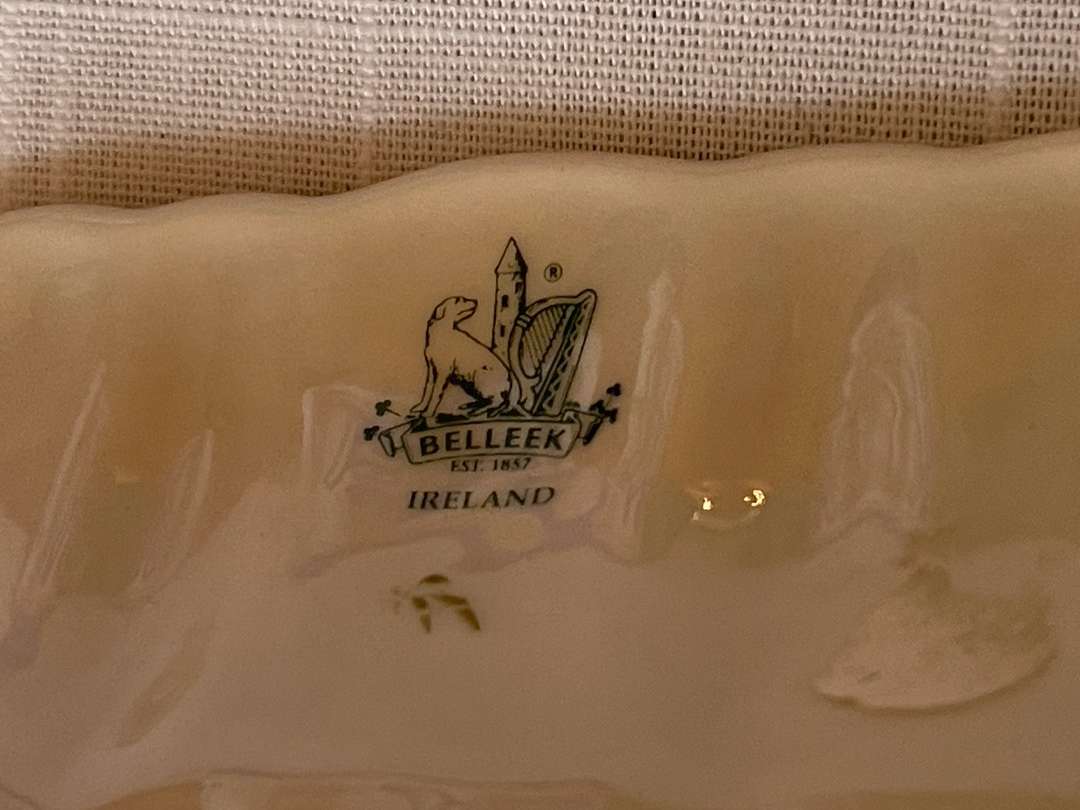 ®
BELLEEK
EST. 1857
IRELAND